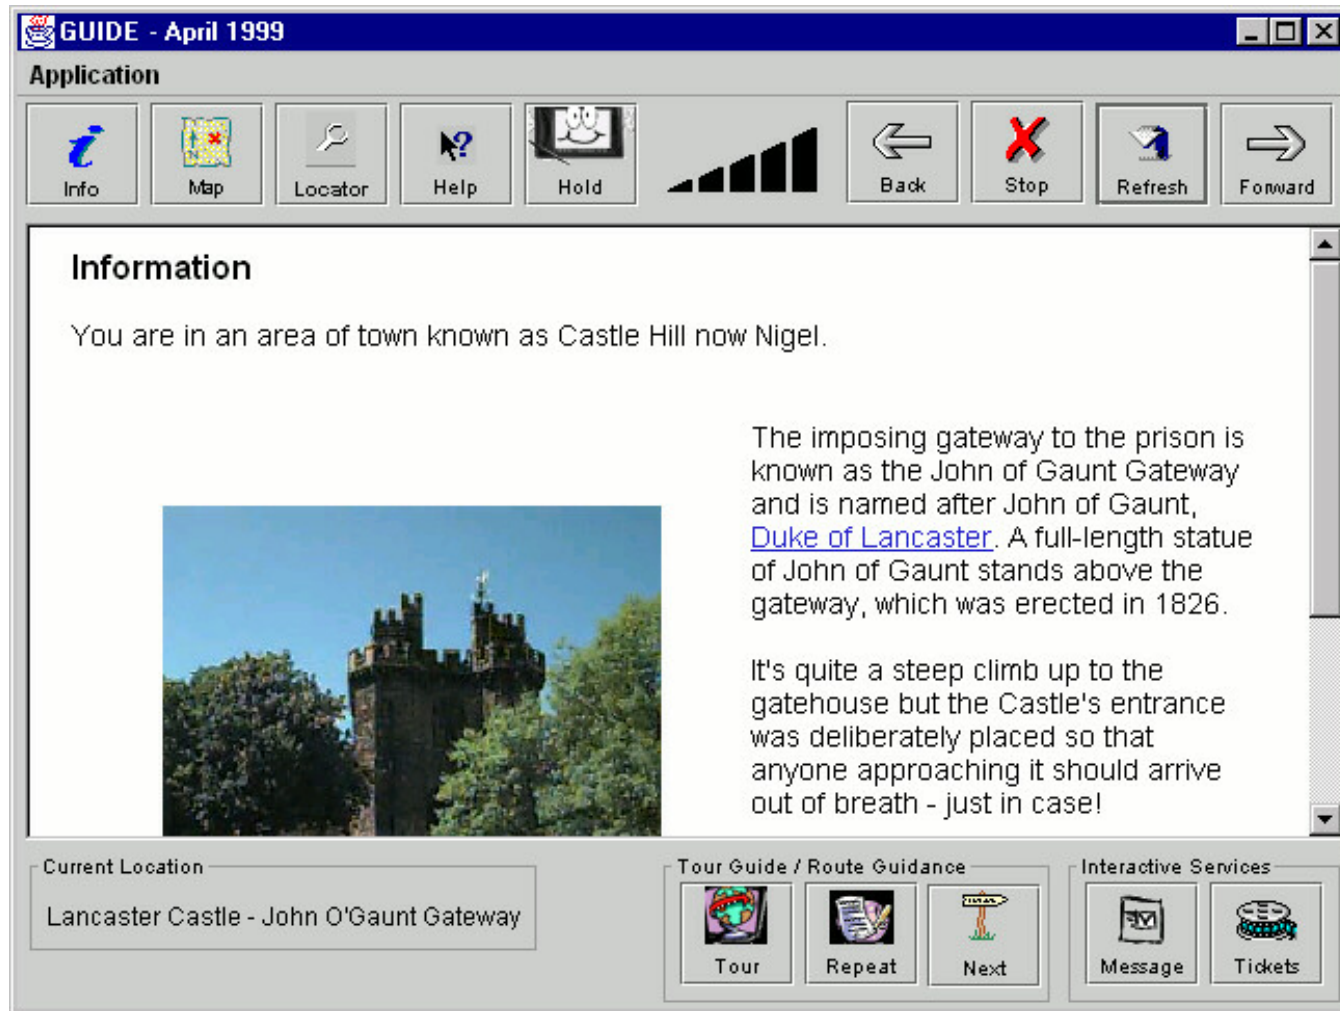 GUIDE - April 1999
Application
Info
Map
Locator
Help
Hold
Back
Stop
Refresh
Forward
Information
You are in an area of town known as Castle Hill now Nigel.
The imposing gateway to the prison is
known as the John of Gaunt Gateway
and is named after John of Gaunt,
Duke of Lancaster. A full-length statue
of John of Gaunt stands above the
gateway, which was erected in 1826.
It's quite a steep climb up to the
gatehouse but the Castle's entrance
was deliberately placed so that
anyone approaching it should arrive
out of breath - just in case!
Current Location
Lancaster Castle - John O'Gaunt Gateway
Tour Guide / Route Guidance
Tour
Repeat
Next
Interactive Services
Message
Tickets